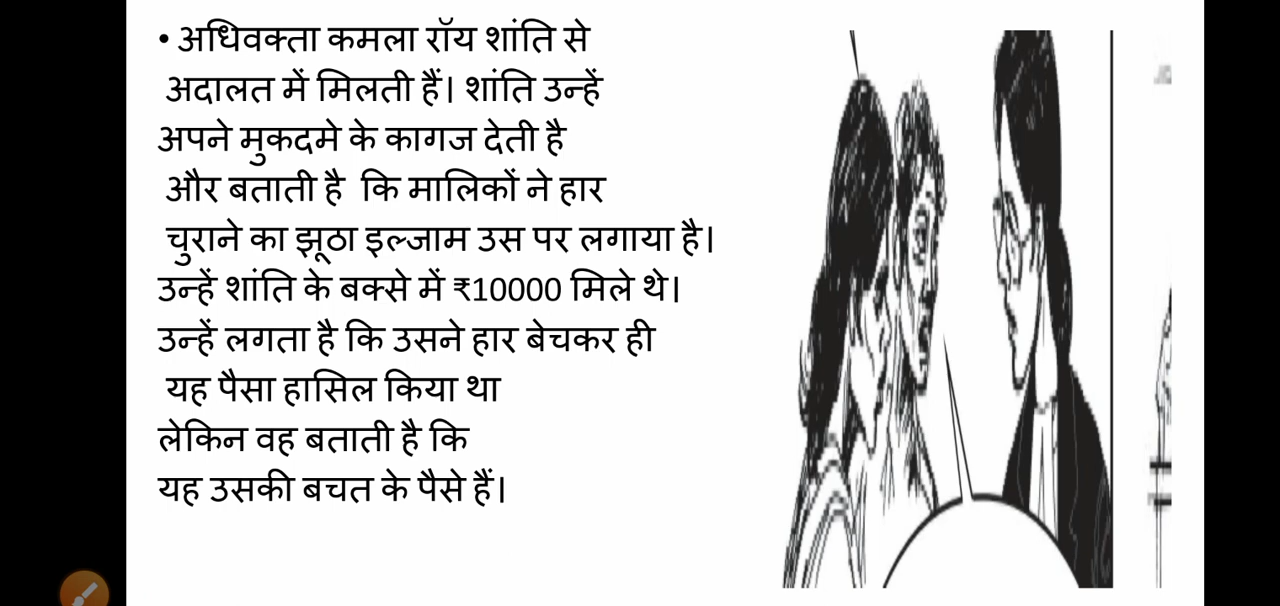 • अधिवक्ता कमला रॉय शांति से
अदालत में मिलती हैं। शांति उन्हें
अपने मुकदमे के कागज देती है
और बताती है कि मालिकों ने हार
चुराने का झूठा इल्जाम उस पर लगाया है।
उन्हें शांति के बक्से में ₹10000 मिले थे।
उन्हें लगता है कि उसने हार बेचकर ही
यह पैसा हासिल किया था
लेकिन वह बताती है कि
यह उसकी बचत के पैसे हैं।